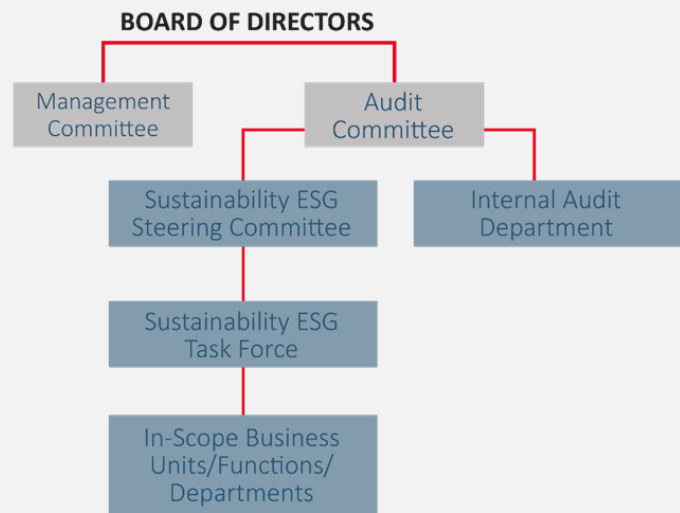 BOARD OF DIRECTORS
Management
Committee
Audit
Committee
Sustainability ESG
Steering Committee
Internal Audit
Department
Sustainability ESG
Task Force
In-Scope Business
Units/Functions/
Departments